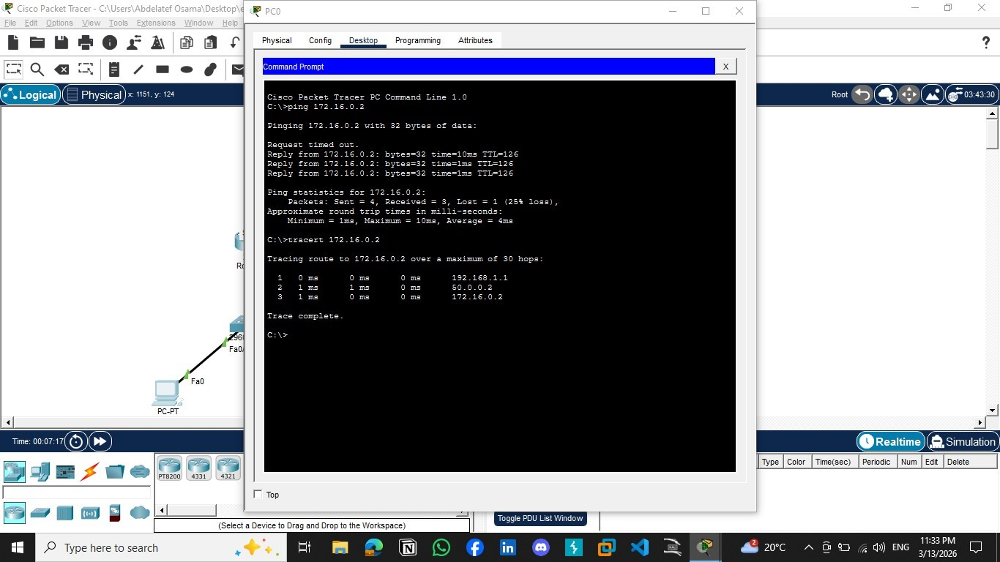 Cisco Packet Tracer - C:\Users\Abdelatef Osama\Desktop\e
PC0
File Edit Options View Tools Extensions Window Help
Physical Config Desktop Programming Attributes
?
Command Prompt
X
Logical
Physical
x: 1151, y: 124
Root
03:43:30
Cisco Packet Tracer PC Command Line 1.0
C:\>ping 172.16.0.2
Pinging 172.16.0.2 with 32 bytes of data:
Request timed out.
Reply from 172.16.0.2: bytes=32 time=10ms TTL=126
Reply from 172.16.0.2: bytes=32 time=1ms TTL=126
Reply from 172.16.0.2: bytes=32 time=1ms TTL=126
Ping statistics for 172.16.0.2:
Packets: Sent = 4, Received = 3, Lost = 1 (25% loss),
Approximate round trip times in milli-seconds:
Minimum = 1ms, Maximum = 10ms, Average = 4ms
C:\>tracert 172.16.0.2
Tracing route to 172.16.0.2 over a maximum of 30 hops:
1 0 ms 0 ms 0 ms 192.168.1.1
2 1 ms 1 ms 0 ms 50.0.0.2
3 1 ms 0 ms 0 ms 172.16.0.2
Trace complete.
C:\>
Fa0
PC-PT
Time: 00:07:17
Realtime
Simulation
PT8200 4331 4321
Type Color Time(sec) Periodic Num Edit Delete
Top
(Select a Device to Drag and Drop to the Workspace)
Toggle PDU List Window
Type here to search
2
20°C
ENG
11:33 PM
3/13/2026